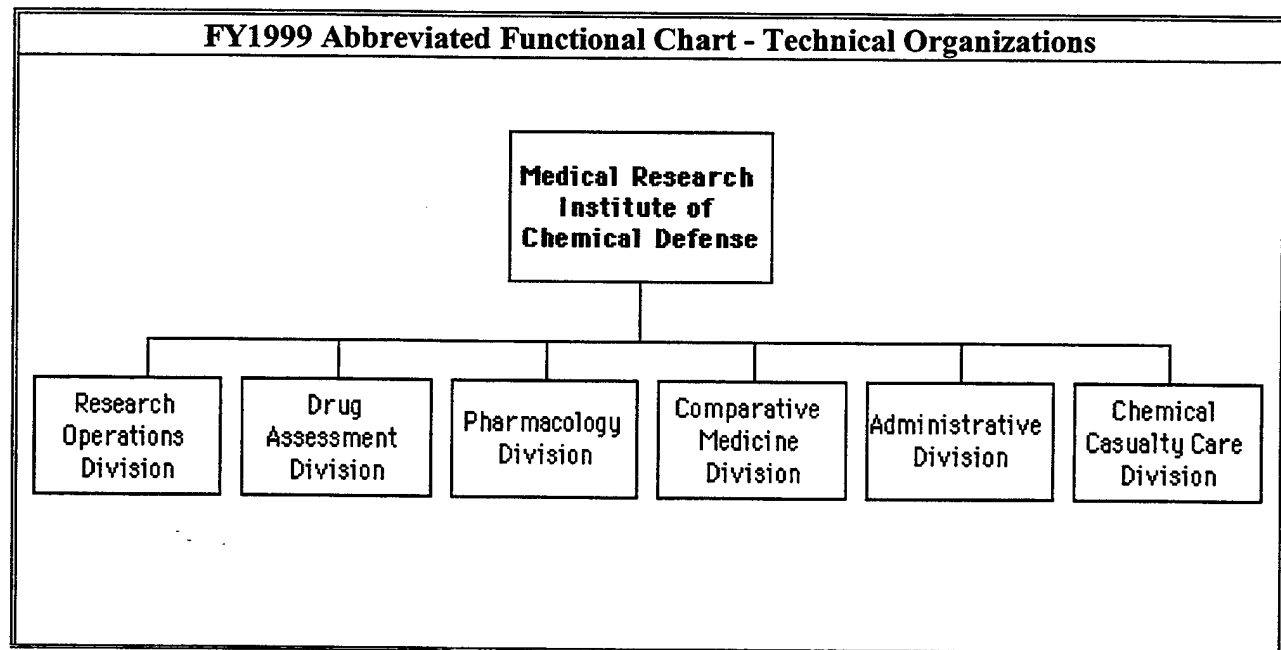 FY1999 Abbreviated Functional Chart - Technical Organizations
Medical Research
Institute of
Chemical Defense
Research
Operations
Division
Drug
Assessment
Division
Pharmacology
Division
Comparative
Medicine
Division
Administrative
Division
Chemical
Casualty Care
Division